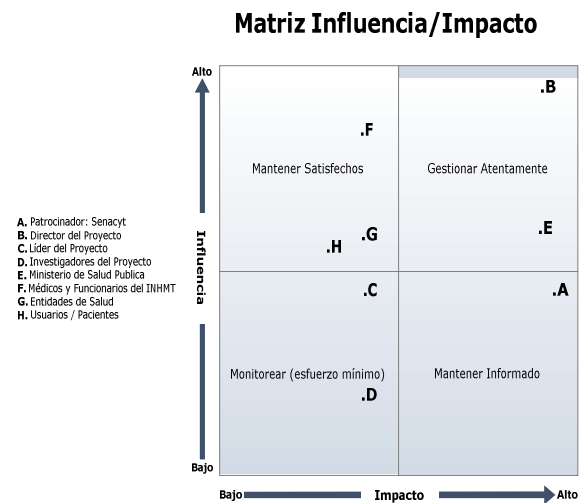 Matriz Influencia/Impacto
Alto
.B
.F
Mantener Satisfechos
Gestionar Atentamente
A. Patrocinador: Senacyt
B. Director del Proyecto
C. Líder del Proyecto
D. Investigadores del Proyecto
E. Ministerio de Salud Publica
F. Médicos y Funcionarios del INHMT
G. Entidades de Salud
H. Usuarios / Pacientes
Influencia
.G
.E
.H
.C
.A
Monitorear (esfuerzo mínimo)
Mantener Informado
.D
Bajo
Bajo
Impacto
Alto